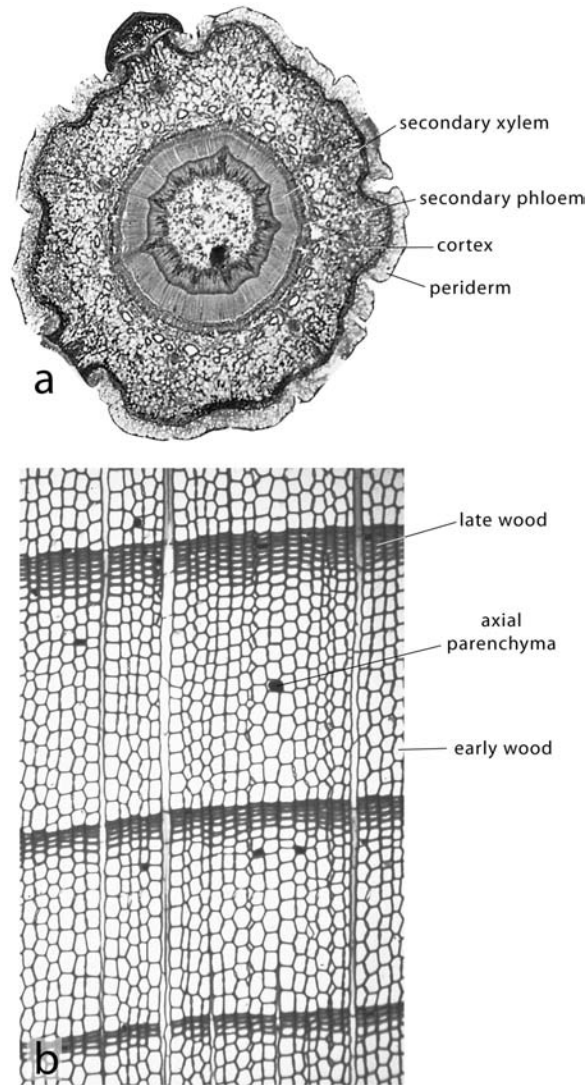 secondary xylem
secondary phloem
cortex
periderm
a
late wood
axial
parenchyma
early wood
b